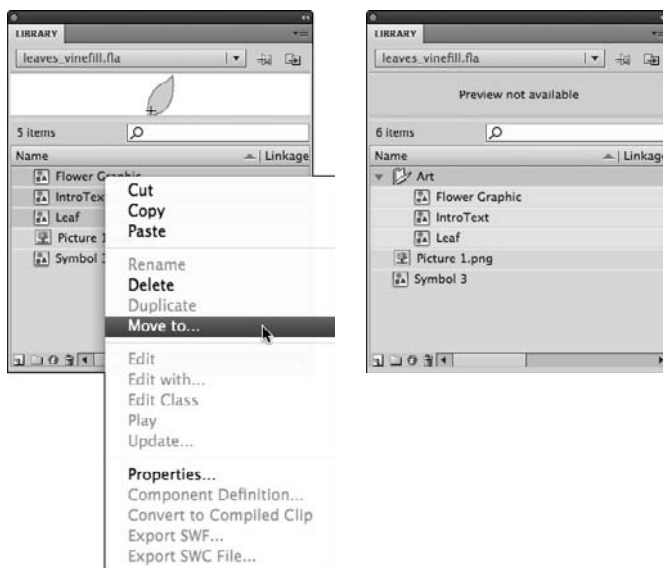 LIBRARY
leaves_vinefill.fla
5 items
Name Linkage
Flower Graphic
IntroTex
Leaf
Picture 1
Symbol 3
Cut
Copy
Paste
Rename
Delete
Duplicate
Move to...
Edit
Edit with...
Edit Class
Play
Update...
Properties...
Component Definition...
Convert to Compiled Clip
Export SWF...
Export SWC File...
LIBRARY
leaves_vinefill.fla
Preview not available
6 items
Name Linkag
Art
Flower Graphic
IntroText
Leaf
Picture 1.png
Symbol 3